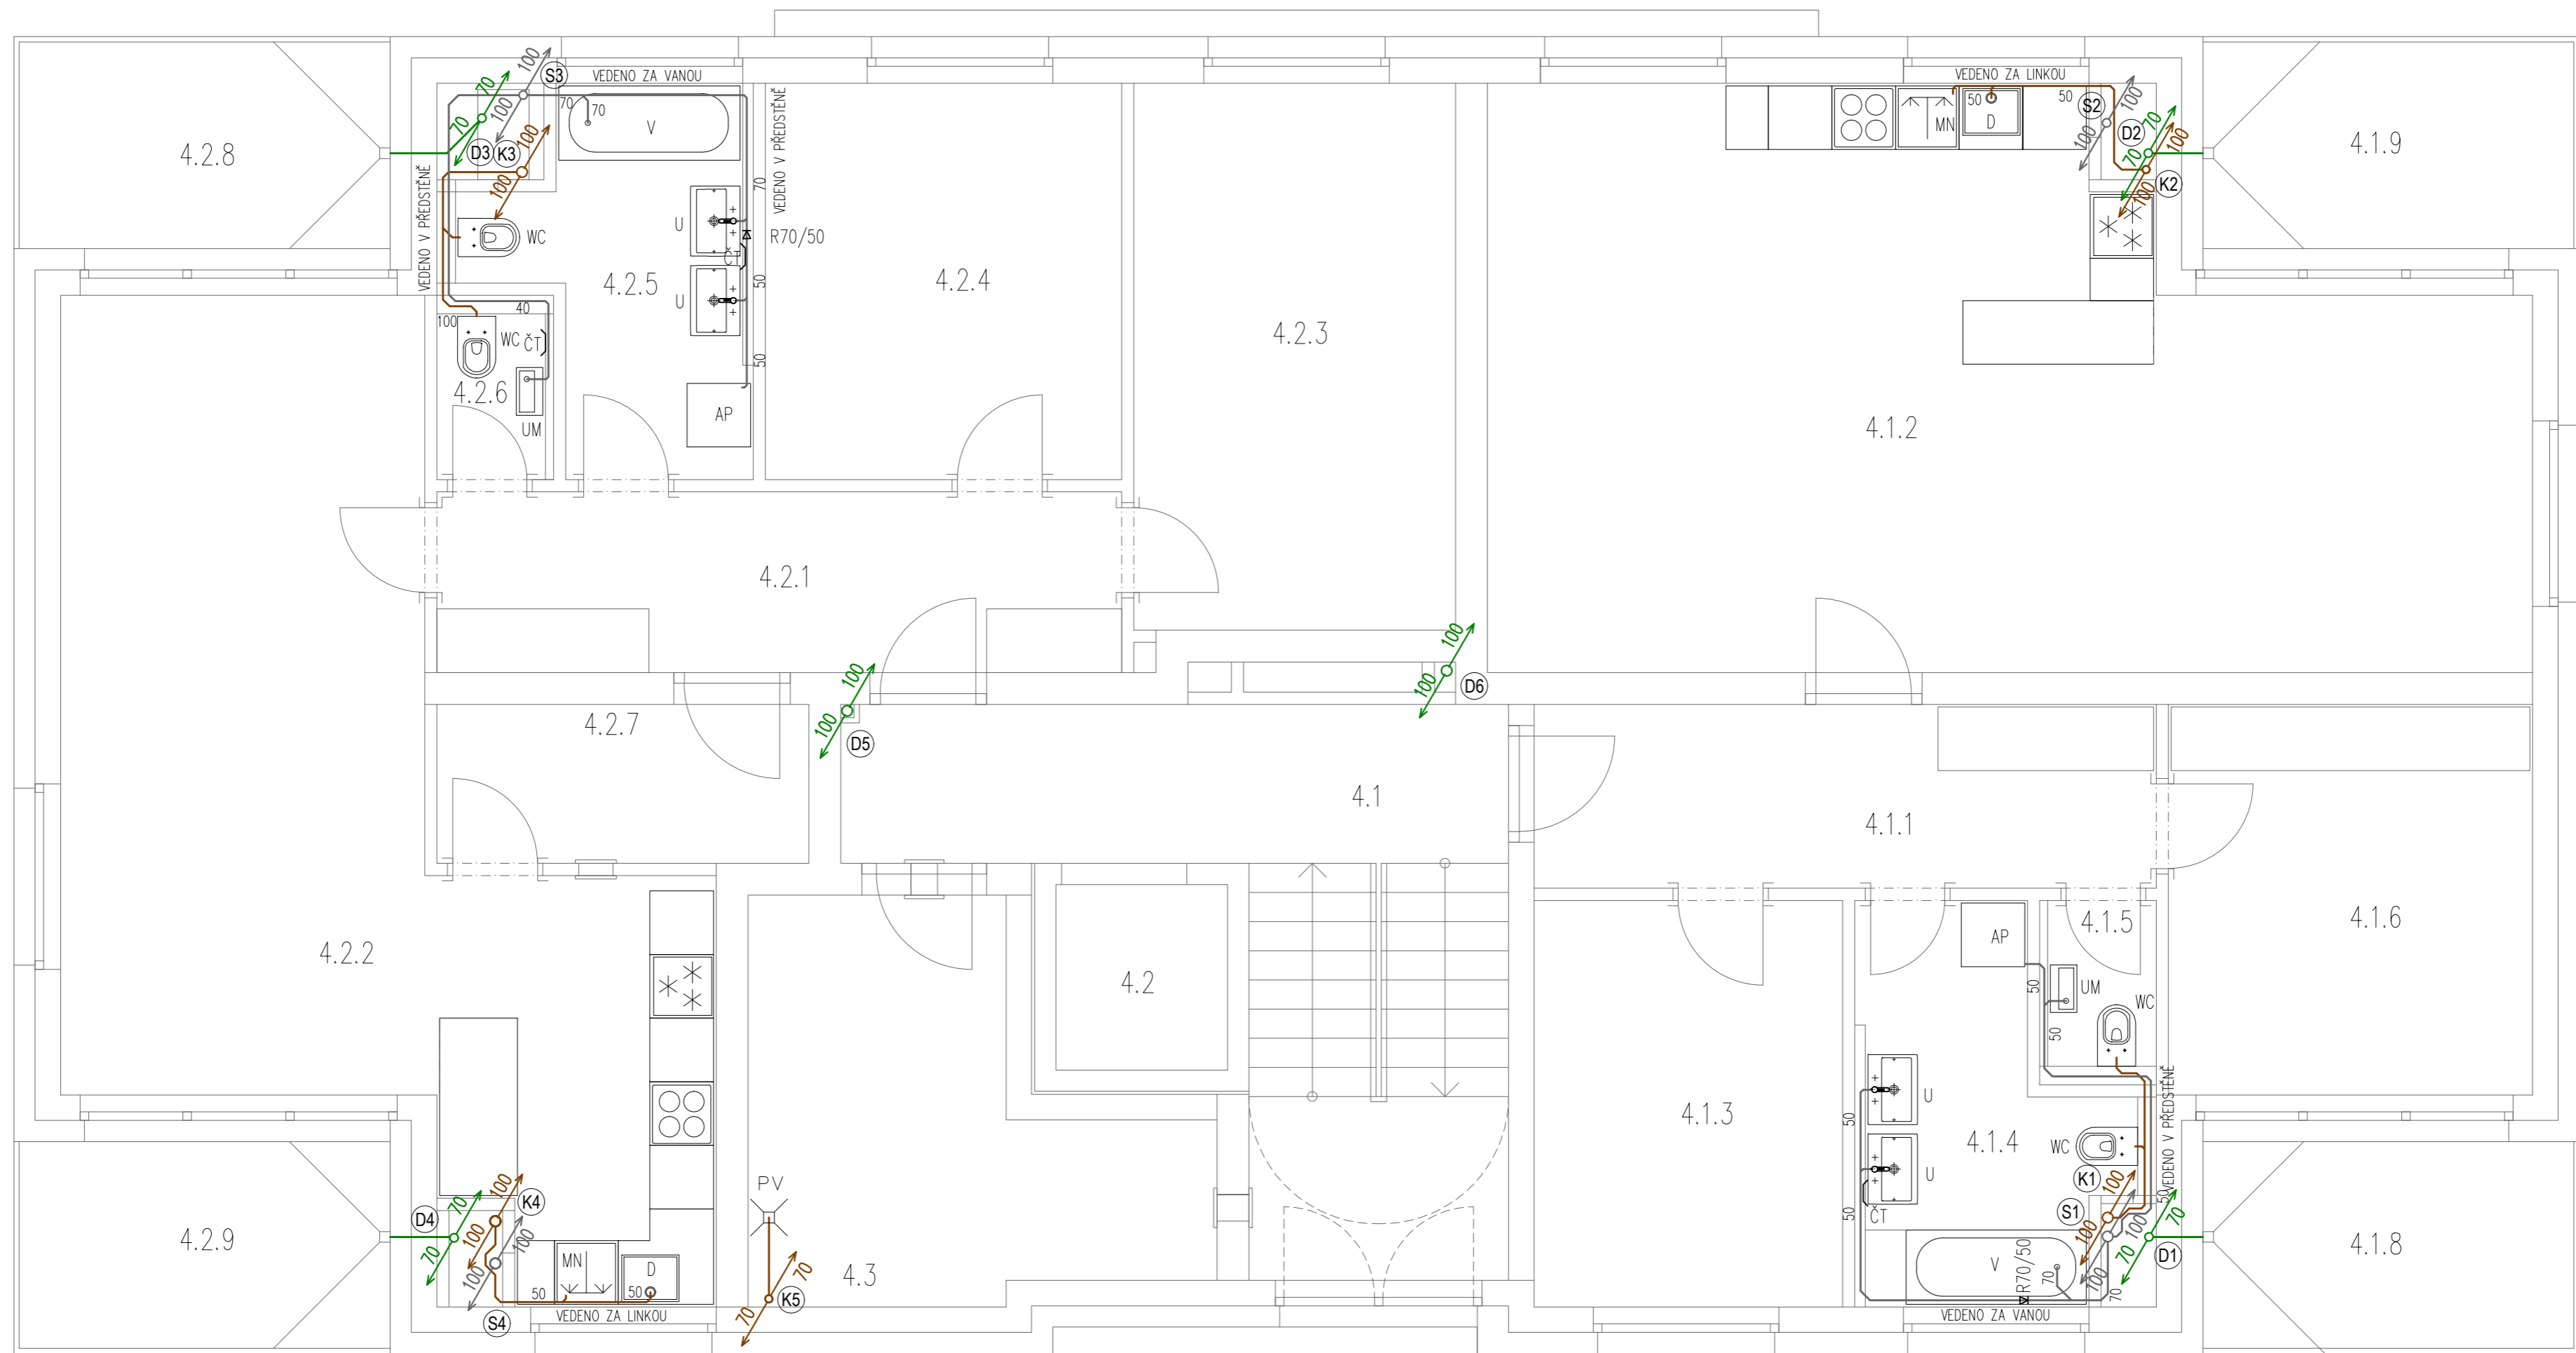 100
S3
VEDENO ZA VANOU
VEDENO ZA LINKOU
70
70
70
100
100
V
VEDENO V PŘEDSTĚNĚ
50
MN
50
D
S2
100
D2
70
100
4.2.8
70
D3
K3
100
70
100
K2
4.1.9
VEDENO V PŘEDSTĚNĚ
100
WC
70
U
R70/50
ČT
4.2.5
50
U
4.2.4
100
40
WC
ČT
50
4.2.3
4.2.6
UM
AP
4.1.2
4.2.1
100
100
D5
100
100
D6
4.2.7
4.1
4.1.1
4.2.2
4.2
AP
4.1.5
4.1.6
50
UM
WC
50
50
U
4.1.3
4.1.4
WC
VEDENO V PŘEDSTĚNĚ
U
ČT
50
K1
50
100
S1
100
100
70
70
D1
4.1.8
V
70
R70/50
100
70
VEDENO ZA VANOU
PV
4.3
70
K5
70
100
K4
D4
70
100
100
70
4.2.9
100
MN
D
50
50
S4
VEDENO ZA LINKOU